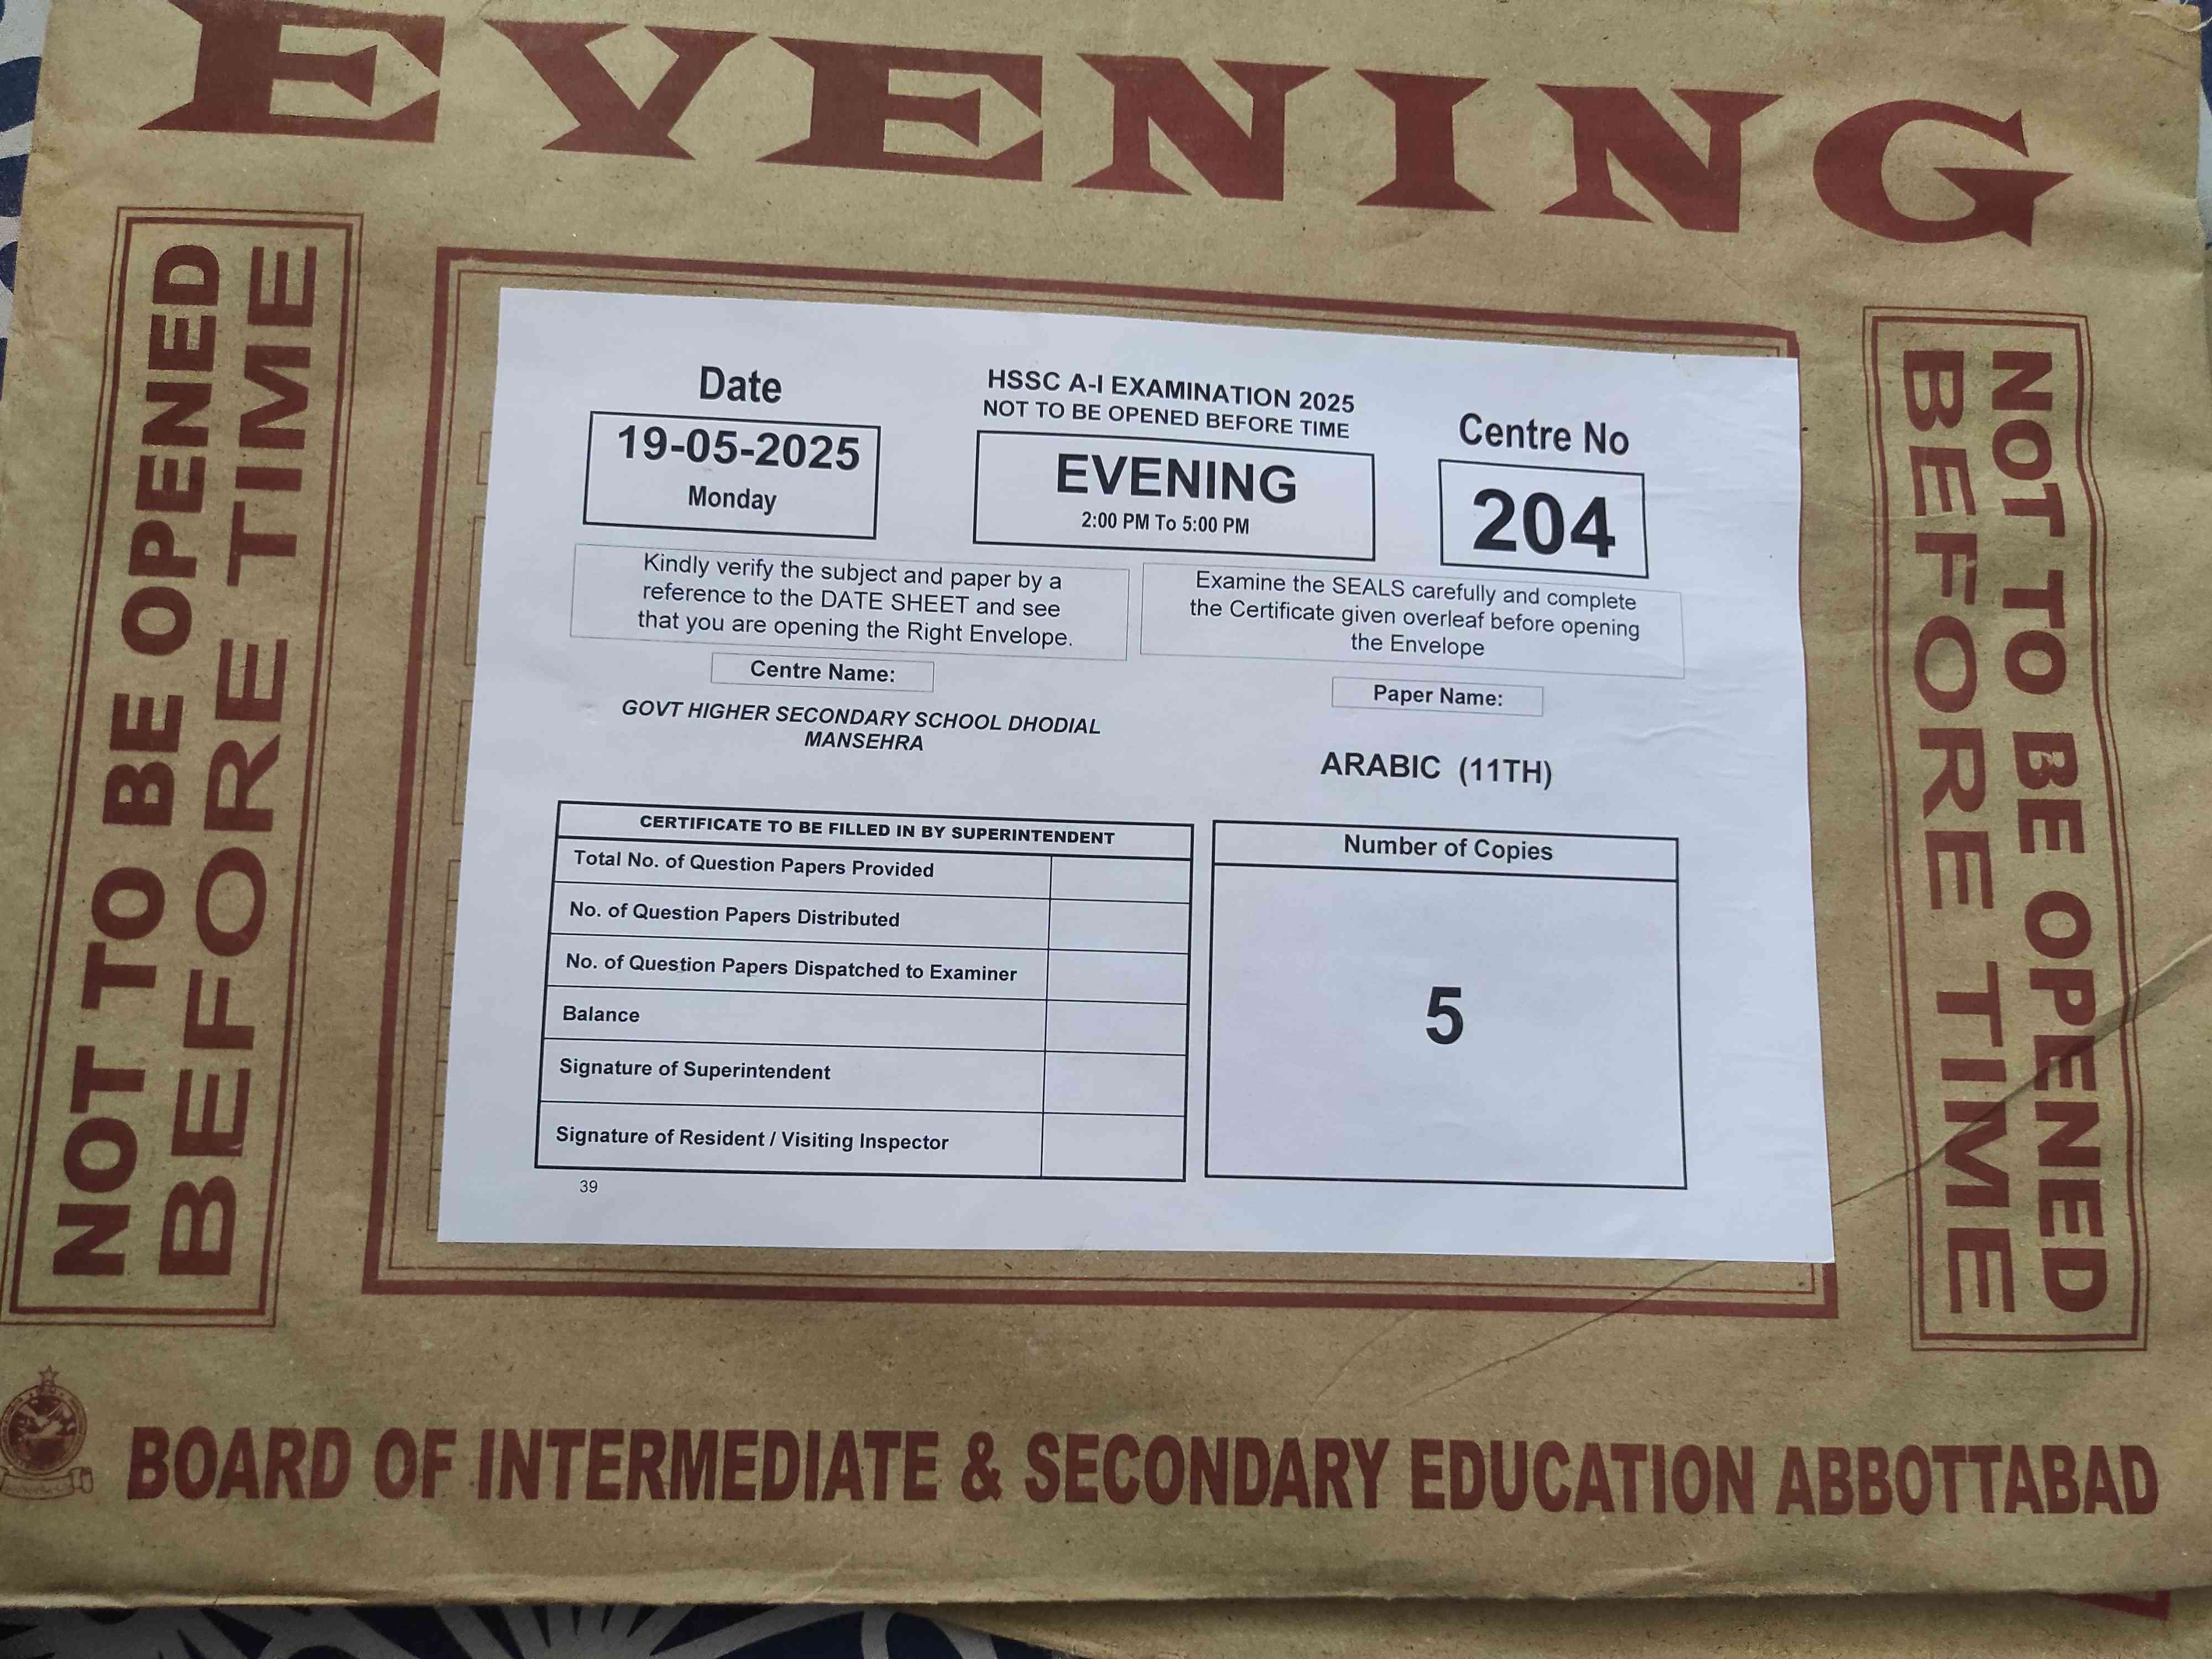 EVENING
NOT TO BE OPENED
BEFORE TIME
Date
19-05-2025
Monday
HSSC A-I EXAMINATION 2025
NOT TO BE OPENED BEFORE TIME
EVENING
2:00 PM To 5:00 PM
Centre No
204
Kindly verify the subject and paper by a
reference to the DATE SHEET and see
that you are opening the Right Envelope.
Examine the SEALS carefully and complete
the Certificate given overleaf before opening
the Envelope
Centre Name:
GOVT HIGHER SECONDARY SCHOOL DHODIAL
MANSEHRA
Paper Name:
ARABIC (11TH)
CERTIFICATE TO BE FILLED IN BY SUPERINTENDENT
Total No. of Question Papers Provided
No. of Question Papers Distributed
No. of Question Papers Dispatched to Examiner
Balance
Signature of Superintendent
Signature of Resident / Visiting Inspector
39
Number of Copies
5
NOT TO BE OPENED
BEFORE TIME
BOARD OF INTERMEDIATE & SECONDARY EDUCATION ABBOTTABAD